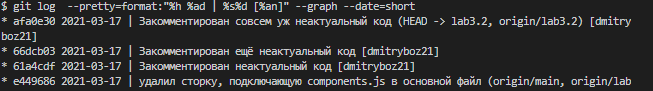 $ git log  --pretty=format:"%h %ad | %s%d [%an]" --graph --date=short
* afa0e30 2021-03-17 | Закомментирован совсем уж неактуальный код (HEAD -> lab3.2, origin/lab3.2) [dmitry
boz21]
* 66dcb03 2021-03-17 | Закомментирован ещё неактуальный код [dmitryboz21]
* 61a4cdf 2021-03-17 | Закомментирован неактуальный код [dmitryboz21]
* e449686 2021-03-17 | удалил сторку, подключающую components.js в основной файл (origin/main, origin/lab